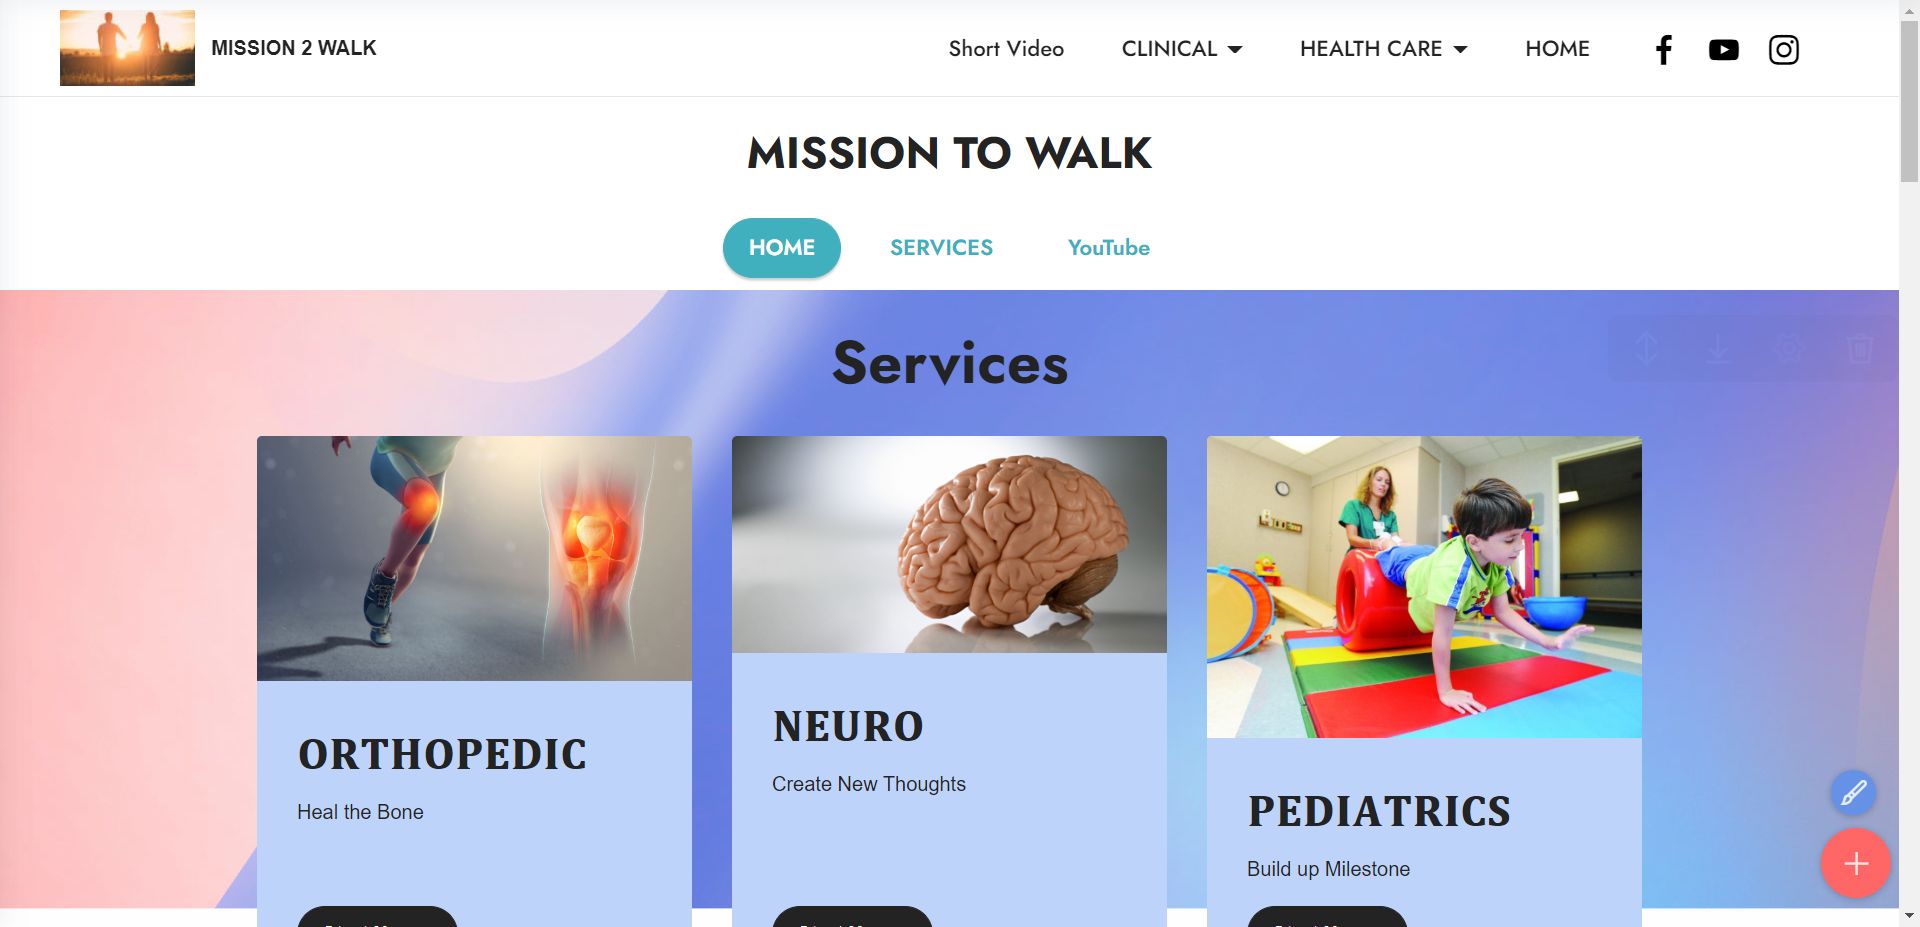 MISSION 2 WALK
Short Video
CLINICAL
HEALTH CARE
HOME
MISSION TO WALK
HOME
SERVICES
YouTube
Services
ORTHOPEDIC
Heal the Bone
NEURO
Create New Thoughts
PEDIATRICS
Build up Milestone